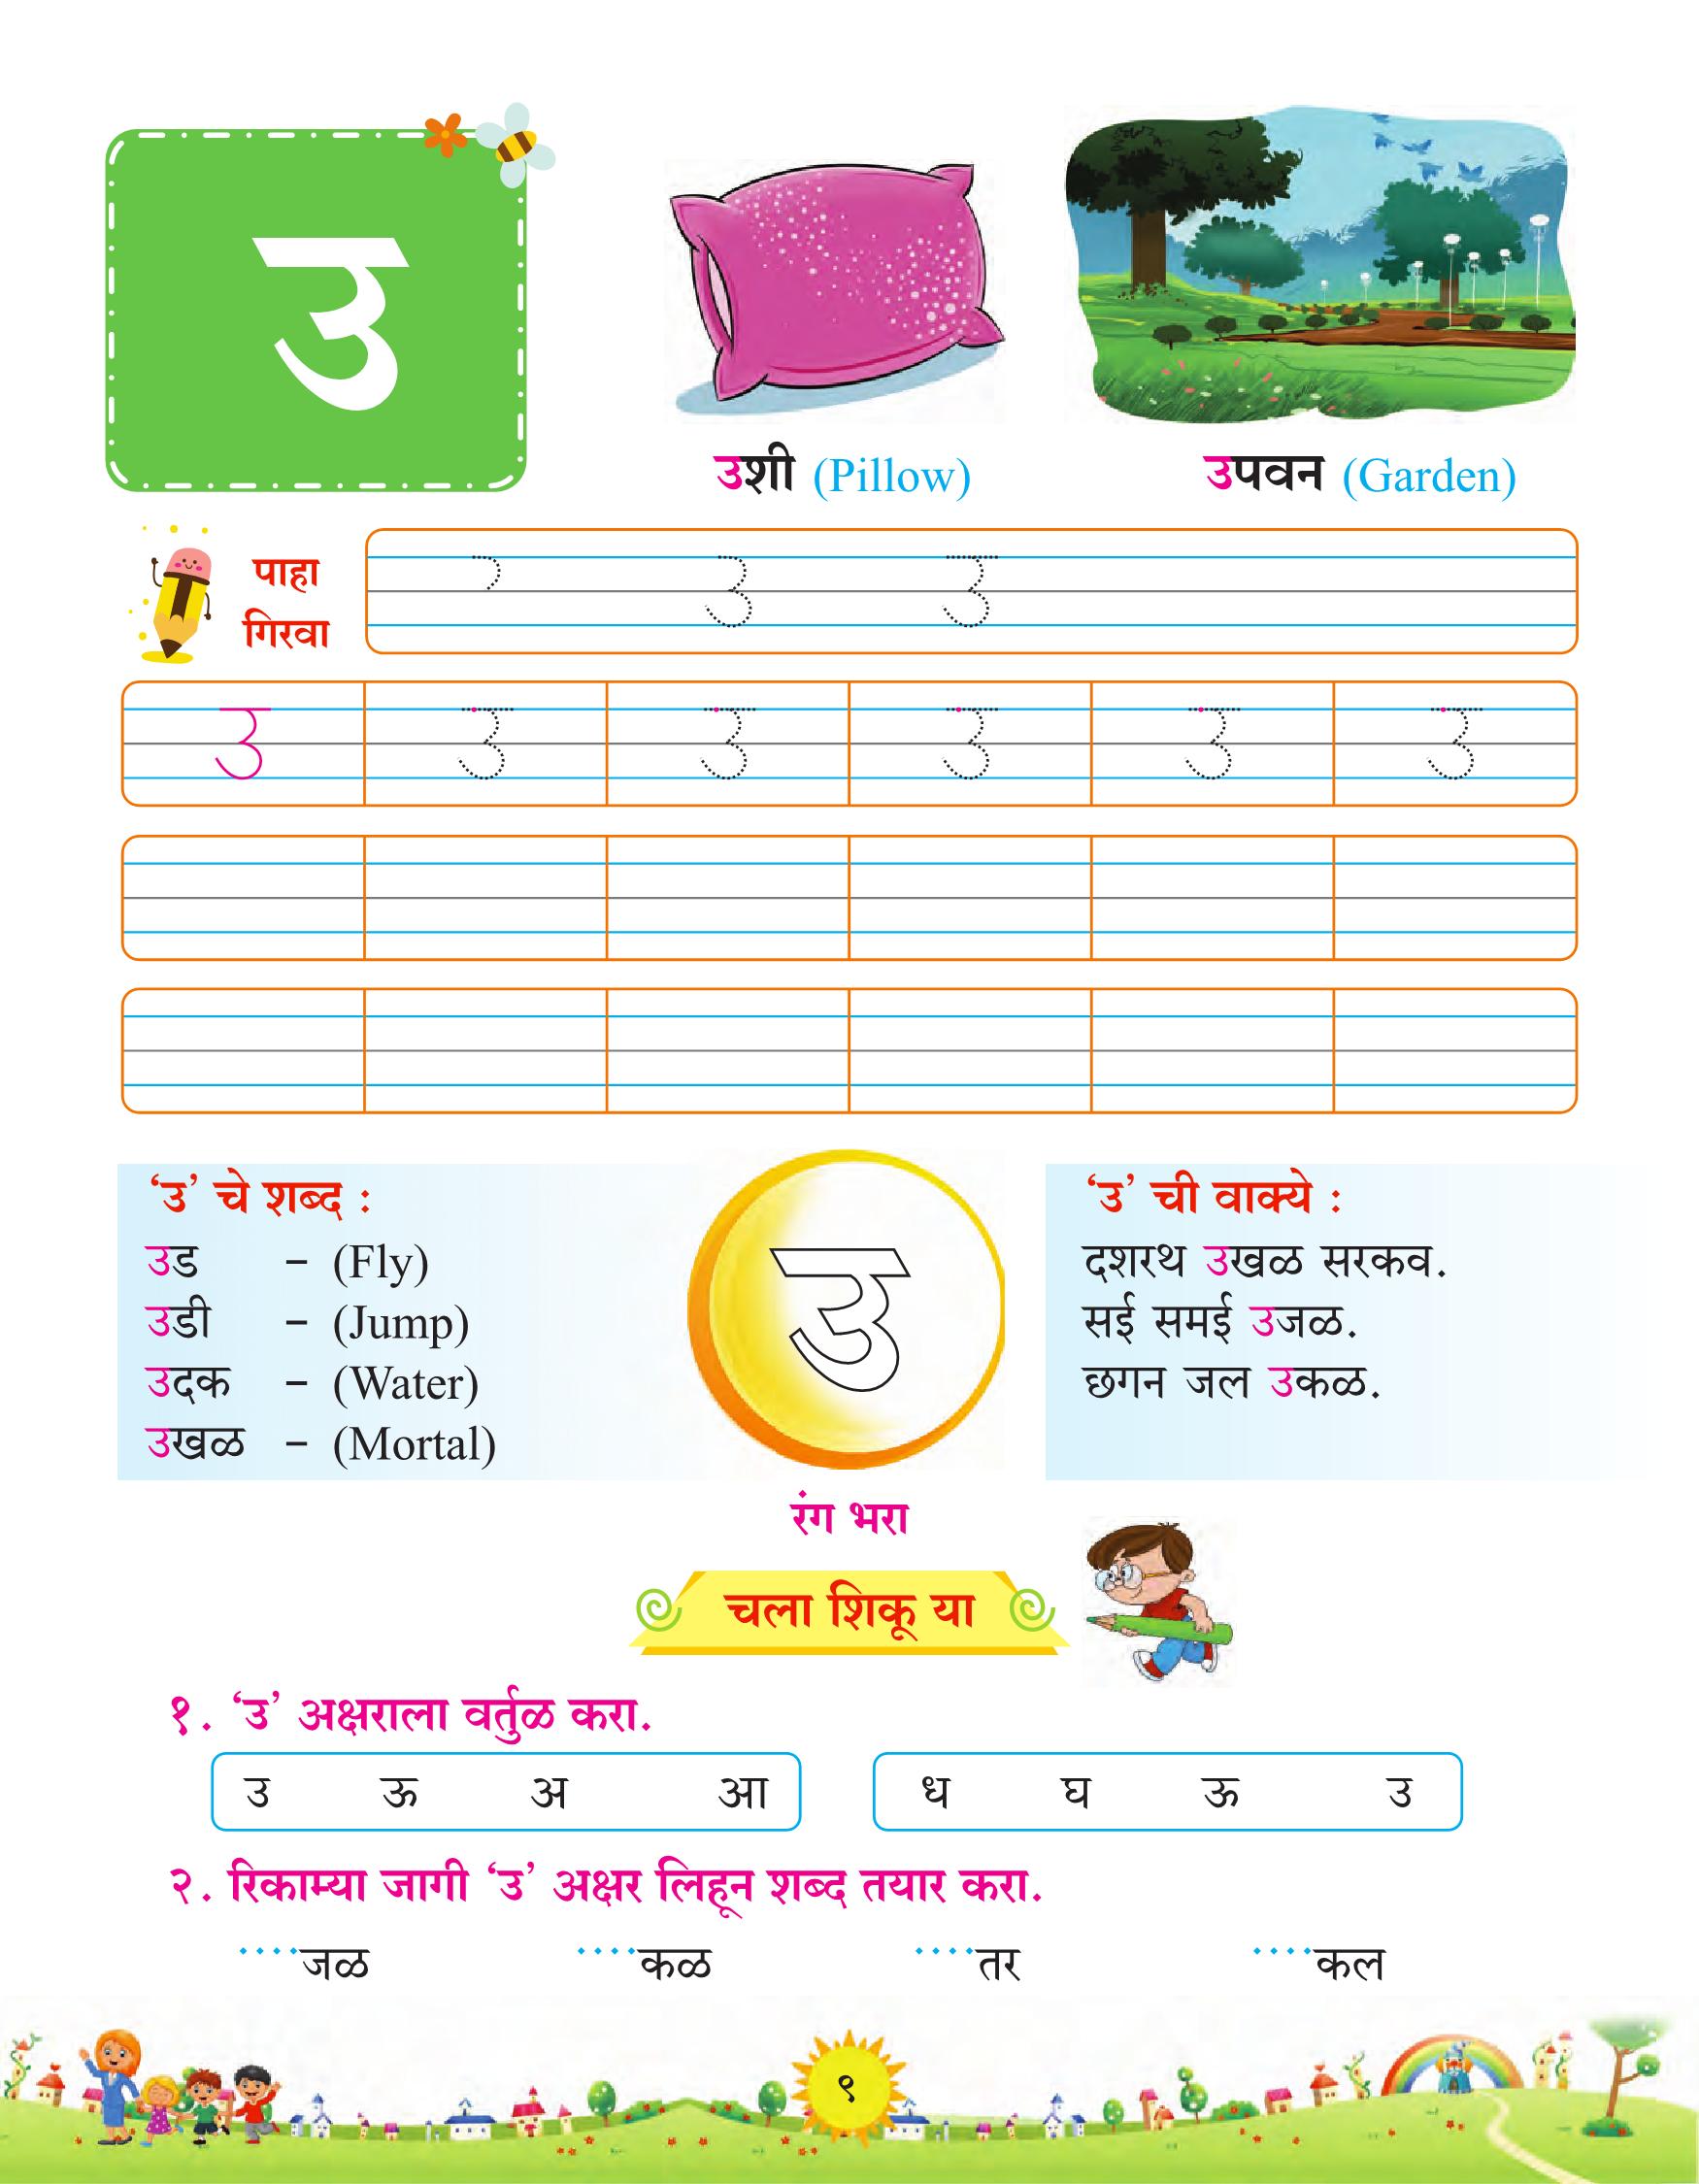 उ
उशी (Pillow)
उपवन (Garden)
पाहा
गिरवा
उ उ
उ उ उ उ उ उ
‘उ’ चे शब्द :
उड – (Fly)
उडी – (Jump)
उदक – (Water)
उखळ – (Mortal)
उ
रंग भरा
‘उ’ ची वाक्ये :
दशरथ उखळ सरकव.
सई समई उजळ.
छगन जल उकळ.
चला शिकू या
१. ‘उ’ अक्षराला वर्तुळ करा.
उ ऊ अ आ
ध घ ऊ उ
२. रिकाम्या जागी ‘उ’ अक्षर लिहून शब्द तयार करा.
....जळ ....कळ ....तर ....कल
९